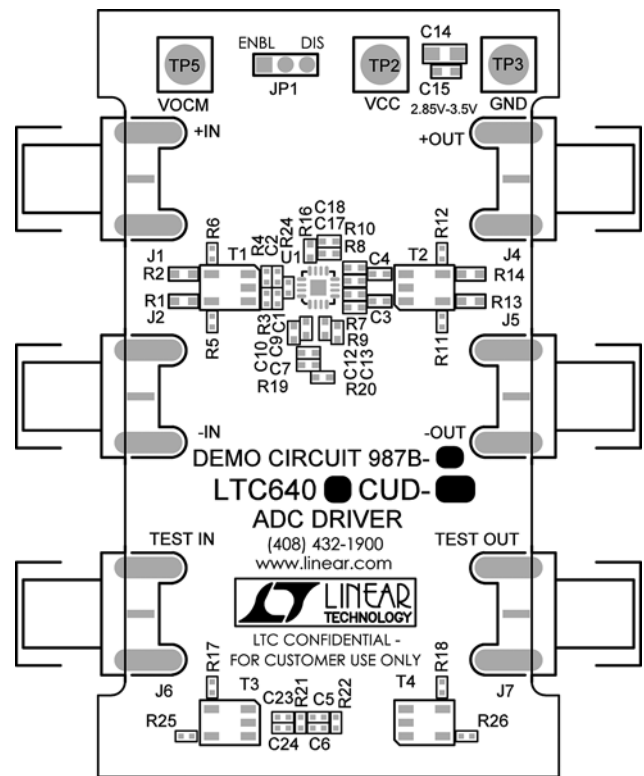 ENBL DIS
C14
TP5 TP2 TP3
VOCM JP1 VCC C15 GND
2.85V-3.5V
+IN +OUT
R6 R4 C2 R24 R16 C18 C17 R10 R8 R12
J1 T1 U1 C4 T2 J4
R2 R14
R1 R13
J2 R5 R3 C1 R7 C3 R11 J5
C10 C9 R9
C7 C12 C13
R19 R20
-IN -OUT
DEMO CIRCUIT 987B-
LTC640 CUD-
ADC DRIVER
TEST IN (408) 432-1900 TEST OUT
www.linear.com
LT LINEAR
TECHNOLOGY
LTC CONFIDENTIAL -
FOR CUSTOMER USE ONLY
J6 R17 T3 T4 R18 J7
R25 C23 R21 C5 R22 R26
C24 C6